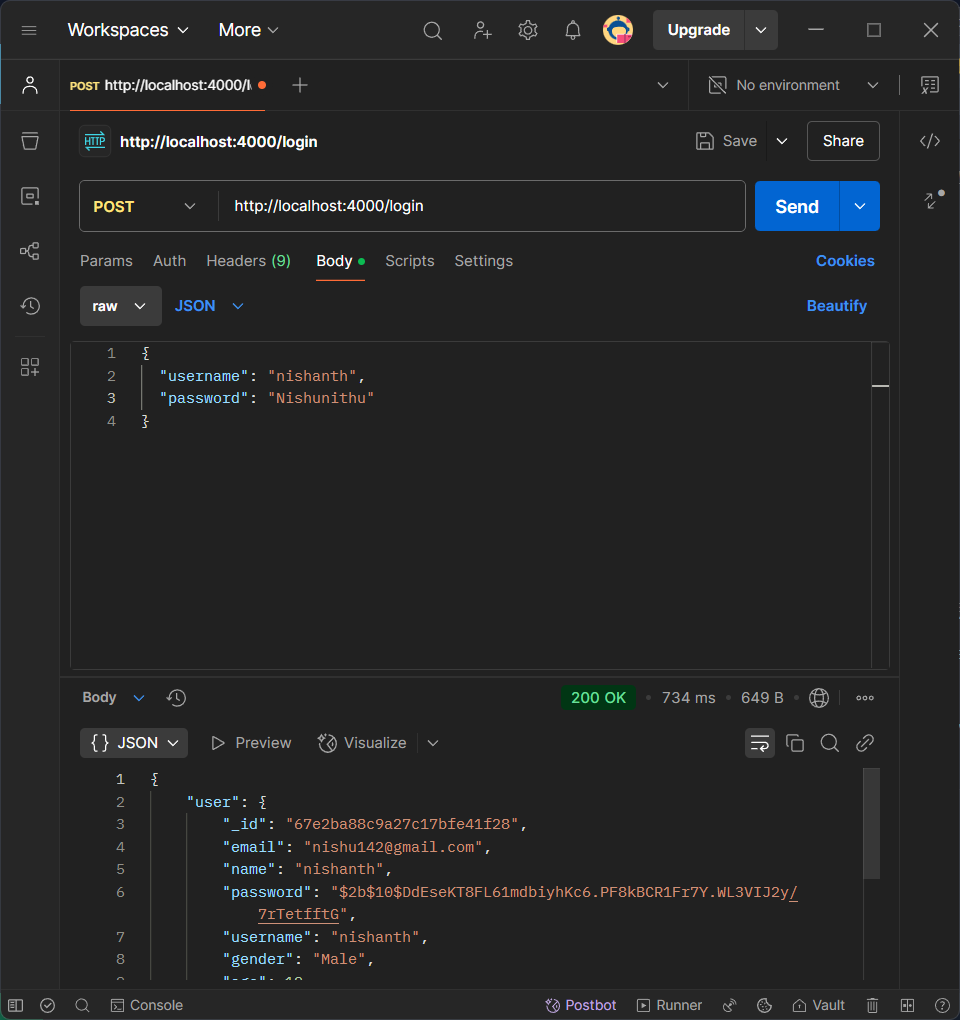 Workspaces More Upgrade
POST http://localhost:4000/l No environment
HTTP http://localhost:4000/login Save Share
POST http://localhost:4000/login Send
Params Auth Headers (9) Body Scripts Settings Cookies
raw JSON Beautify
1 {
2 "username": "nishanth",
3 "password": "Nishunithu"
4 }
Body 200 OK 734 ms 649 B
{} JSON Preview Visualize
1 {
2 "user": {
3 "_id": "67e2ba88c9a27c17bfe41f28",
4 "email": "nishu142@gmail.com",
5 "name": "nishanth",
6 "password": "$2b$10$DdEseKT8FL61mdbiyhKc6.PF8kBCR1Fr7Y.WL3VIJ2y/
7rTetfftG",
7 "username": "nishanth",
8 "gender": "Male",
Console Postbot Runner Vault